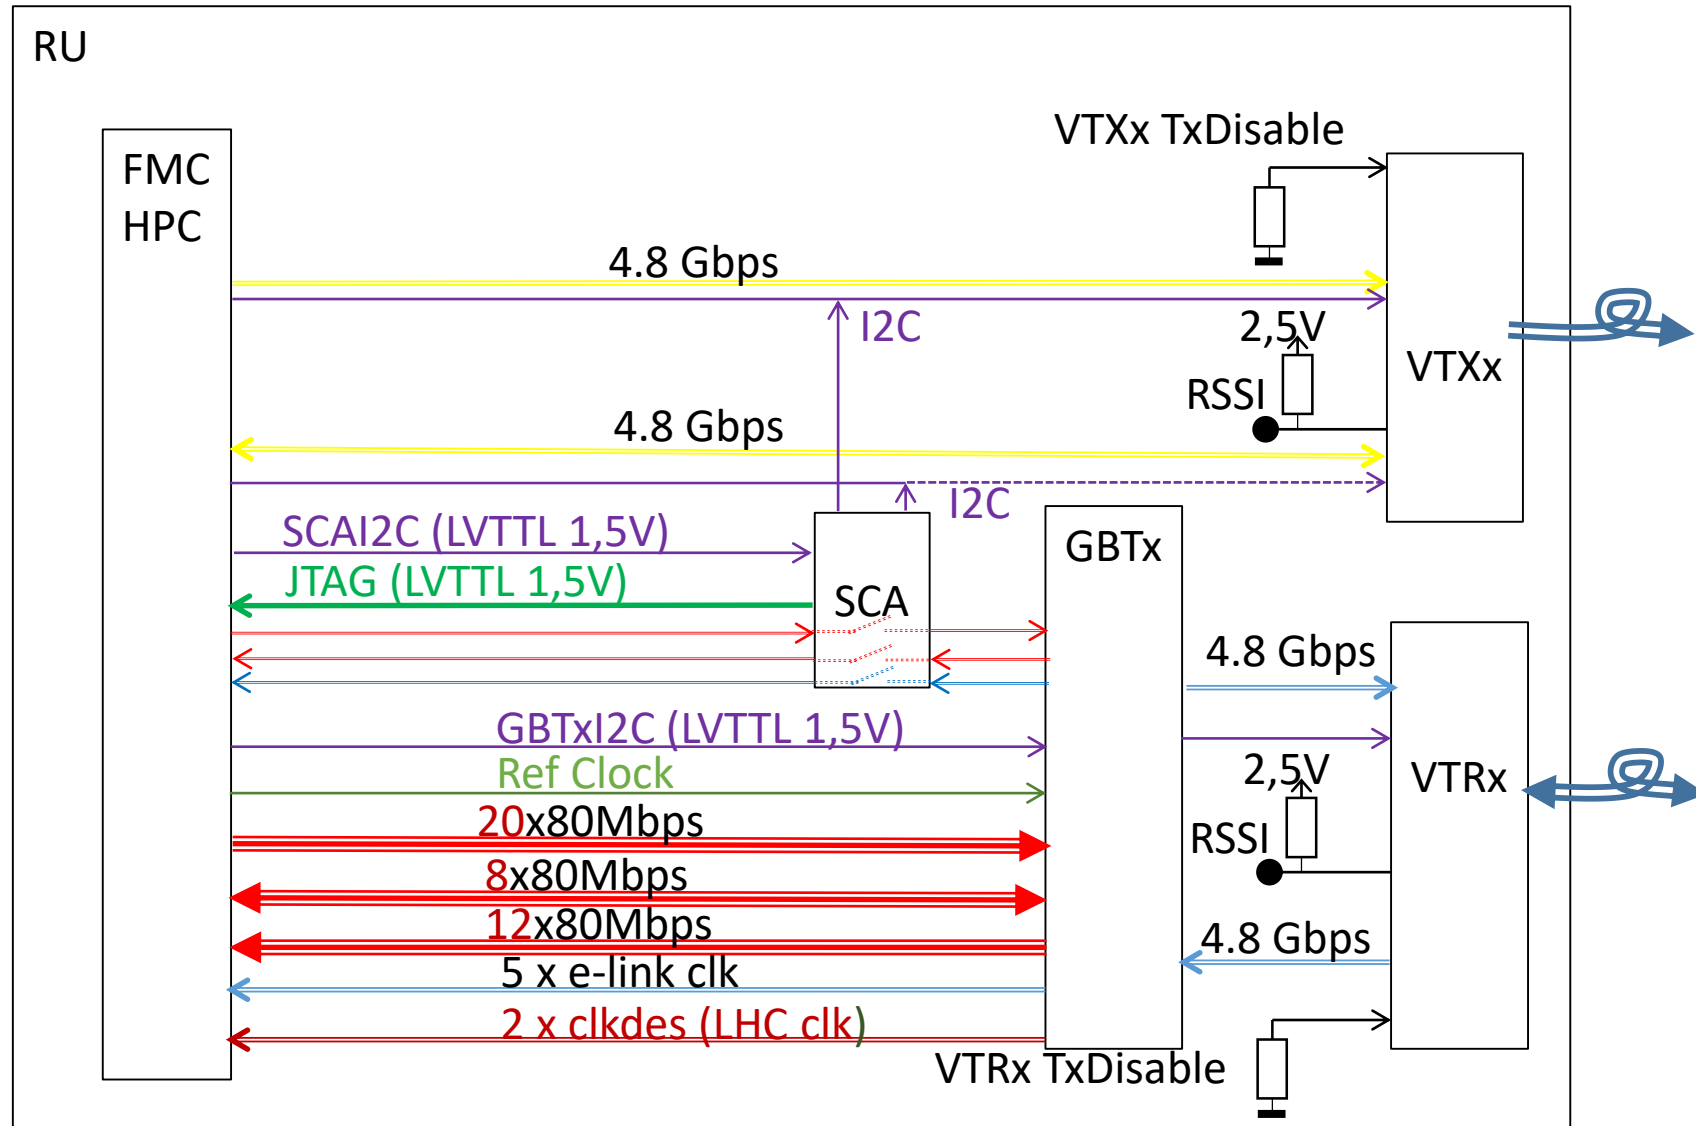 RU
FMC
HPC
VTXx TxDisable
4.8 Gbps
I2C
2,5V
VTXx
RSSI
4.8 Gbps
I2C
SCAI2C (LVTTL 1,5V)
GBTx
JTAG (LVTTL 1,5V)
SCA
4.8 Gbps
GBTxI2C (LVTTL 1,5V)
2,5V
VTRx
Ref Clock
20x80Mbps
RSSI
8x80Mbps
12x80Mbps
4.8 Gbps
5 x e-link clk
2 x clkdes (LHC clk)
VTRx TxDisable